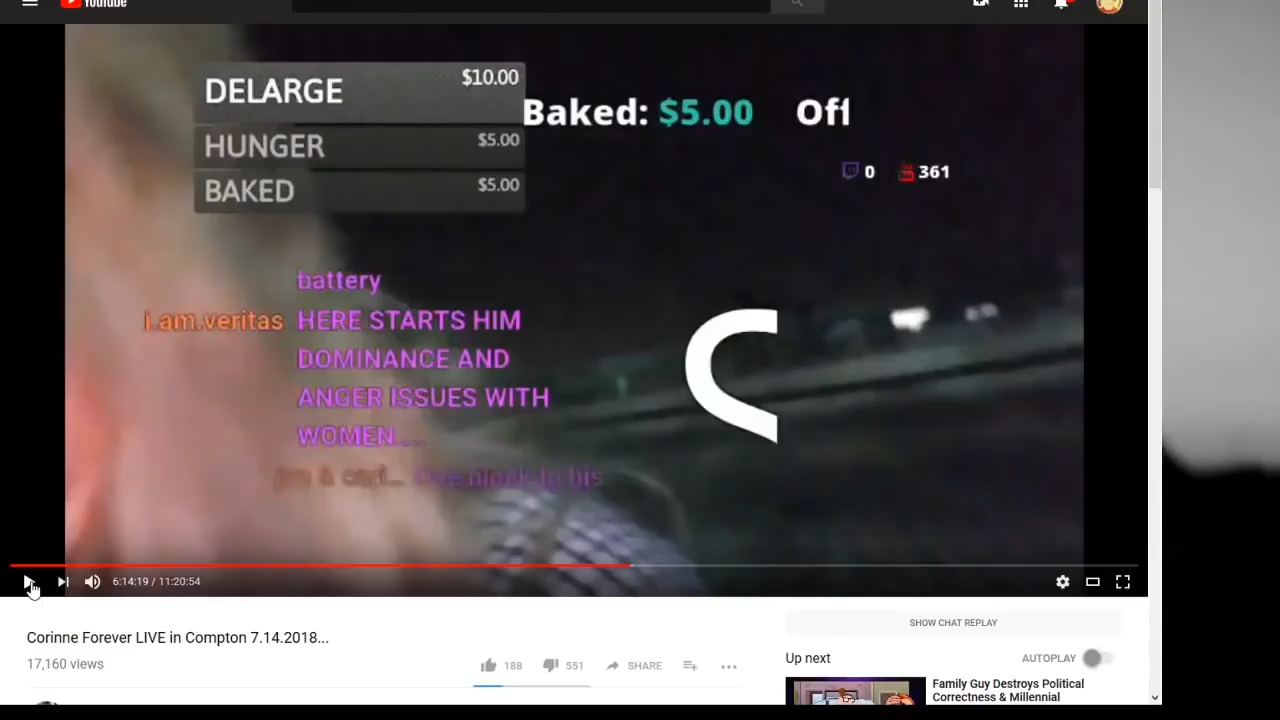 YouTube
DELARGE $10.00
HUNGER $5.00
BAKED $5.00
Baked: $5.00 Off
0 361
battery
i.am.veritas HERE STARTS HIM
DOMINANCE AND
ANGER ISSUES WITH
WOMEN....
6:14:19 / 11:20:54
Corinne Forever LIVE in Compton 7.14.2018...
17,160 views
188 551 SHARE
SHOW CHAT REPLAY
Up next AUTOPLAY
Family Guy Destroys Political
Correctness & Millennial